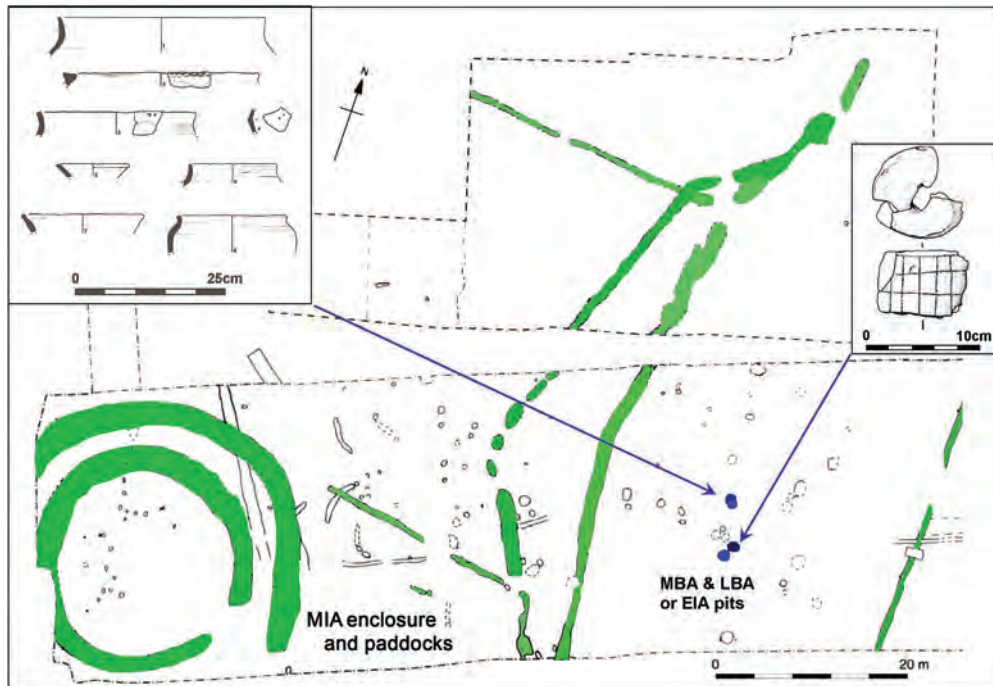 N
0 25cm
0 10cm
MBA & LBA
or EIA pits
MIA enclosure
and paddocks
0 20 m